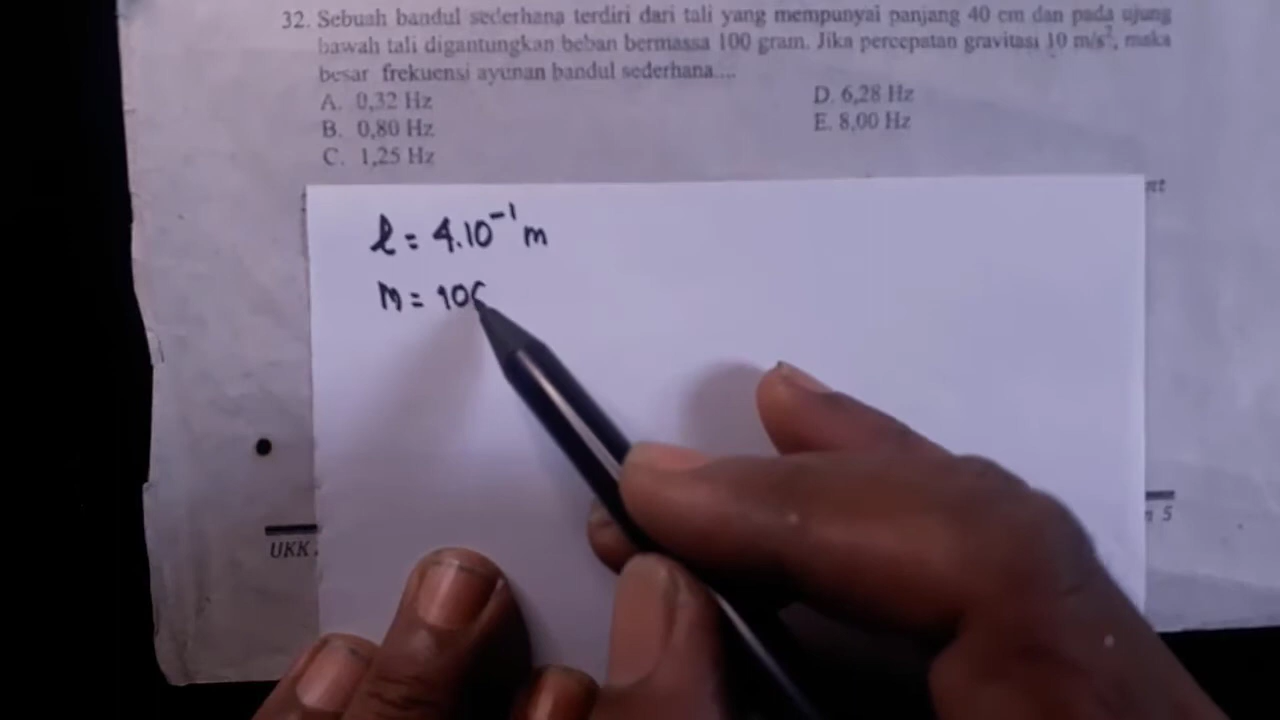 32. Sebuah bandul sederhana terdiri dari tali yang mempunyai panjang 40 cm dan pada ujung
bawah tali digantungkan beban bermassa 100 gram. Jika percepatan gravitasi 10 m/s², maka
besar frekuensi ayunan bandul sederhana....
A. 0,32 Hz
B. 0,80 Hz
C. 1,25 Hz
D. 6,28 Hz
E. 8,00 Hz
l = 4.10⁻¹ m
m = 10
UKK
5